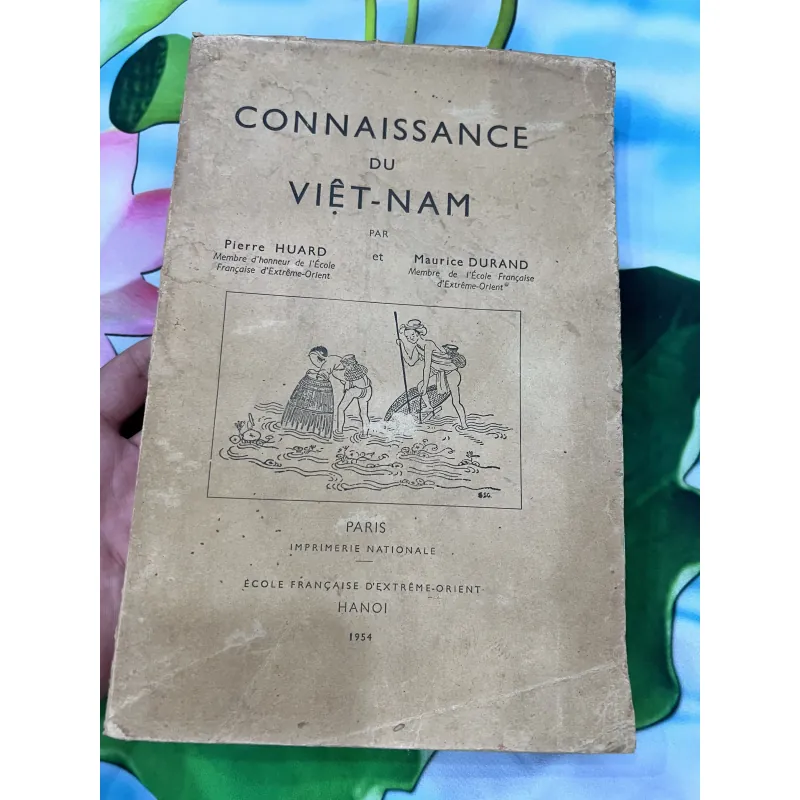 CONNAISSANCE
DU
VIỆT-NAM
PAR
Pierre HUARD
Membre d'honneur de l'École
Française d'Extrême-Orient
et
Maurice DURAND
Membre de l'École Française
d'Extrême-Orient
PARIS
IMPRIMERIE NATIONALE
ÉCOLE FRANÇAISE D'EXTRÊME-ORIENT
HANOI
1954